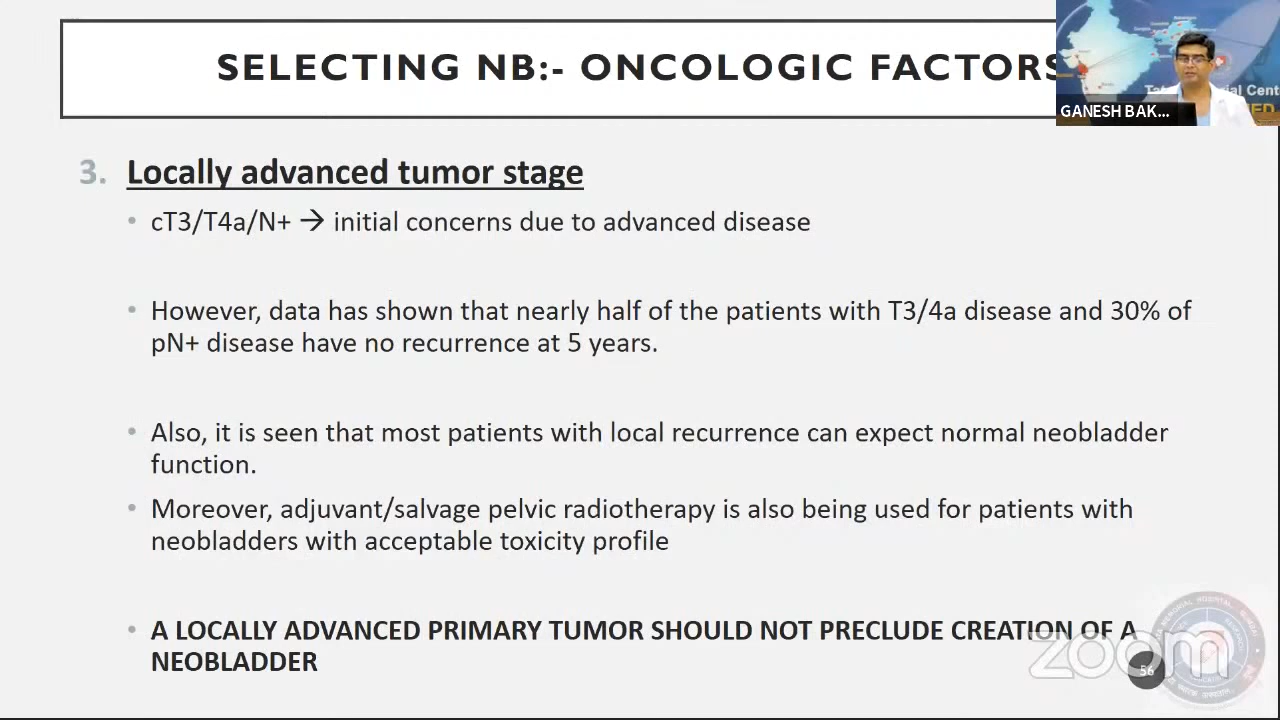 SELECTING NB:- ONCOLOGIC FACTORS
GANESH BAK...
3. Locally advanced tumor stage
• cT3/T4a/N+ → initial concerns due to advanced disease
• However, data has shown that nearly half of the patients with T3/4a disease and 30% of
pN+ disease have no recurrence at 5 years.
• Also, it is seen that most patients with local recurrence can expect normal neobladder
function.
• Moreover, adjuvant/salvage pelvic radiotherapy is also being used for patients with
neobladders with acceptable toxicity profile
• A LOCALLY ADVANCED PRIMARY TUMOR SHOULD NOT PRECLUDE CREATION OF A
NEOBLADDER
zoom
56